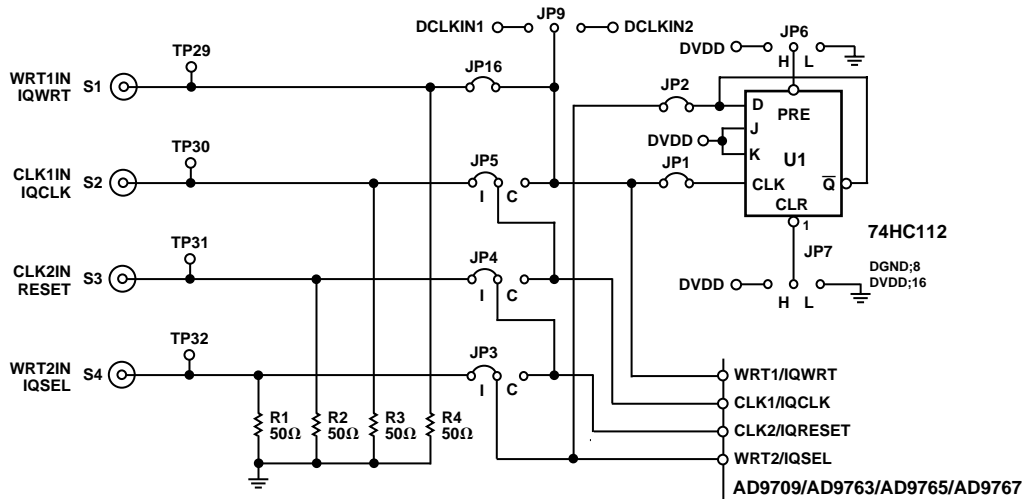 DCLKIN1
JP9
DCLKIN2
TP29
WRT1IN
IQWRT
S1
JP16
DVDD
JP6
H L
JP2
D
PRE
J
DVDD
K
U1
TP30
CLK1IN
IQCLK
S2
JP5
I C
JP1
CLK
Q
CLR
1
74HC112
TP31
CLK2IN
RESET
S3
JP4
I C
DVDD
JP7
H L
DGND;8
DVDD;16
TP32
WRT2IN
IQSEL
S4
JP3
I C
WRT1/IQWRT
CLK1/IQCLK
CLK2/IQRESET
WRT2/IQSEL
R1
50Ω
R2
50Ω
R3
50Ω
R4
50Ω
AD9709/AD9763/AD9765/AD9767